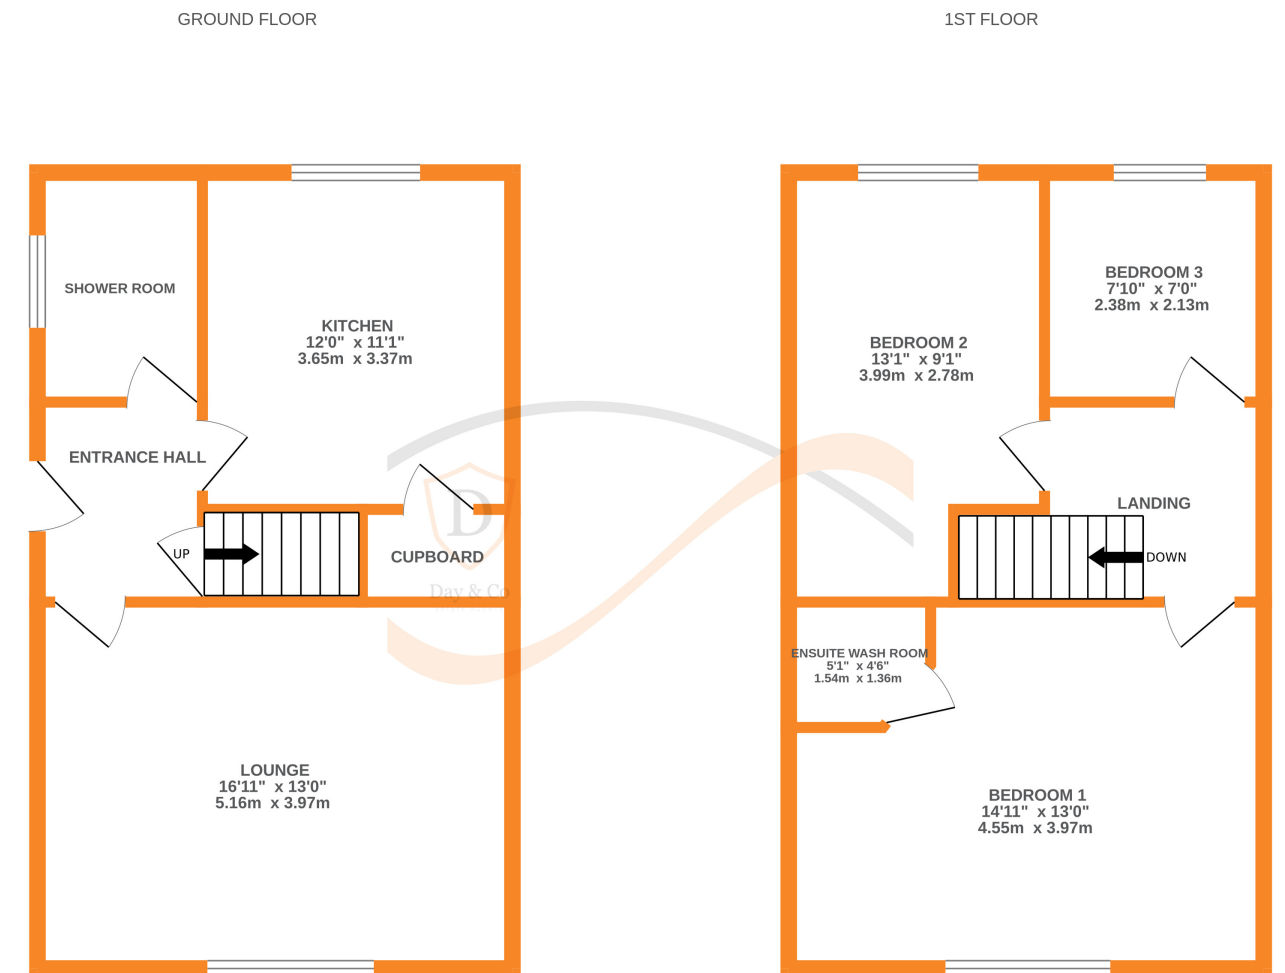 GROUND FLOOR
SHOWER ROOM
KITCHEN
12'0" x 11'1"
3.65m x 3.37m
ENTRANCE HALL
UP
CUPBOARD
D
Day & Co
LOUNGE
16'11" x 13'0"
5.16m x 3.97m
1ST FLOOR
BEDROOM 3
7'10" x 7'0"
2.38m x 2.13m
BEDROOM 2
13'1" x 9'1"
3.99m x 2.78m
LANDING
DOWN
ENSUITE WASH ROOM
5'1" x 4'6"
1.54m x 1.36m
BEDROOM 1
14'11" x 13'0"
4.55m x 3.97m